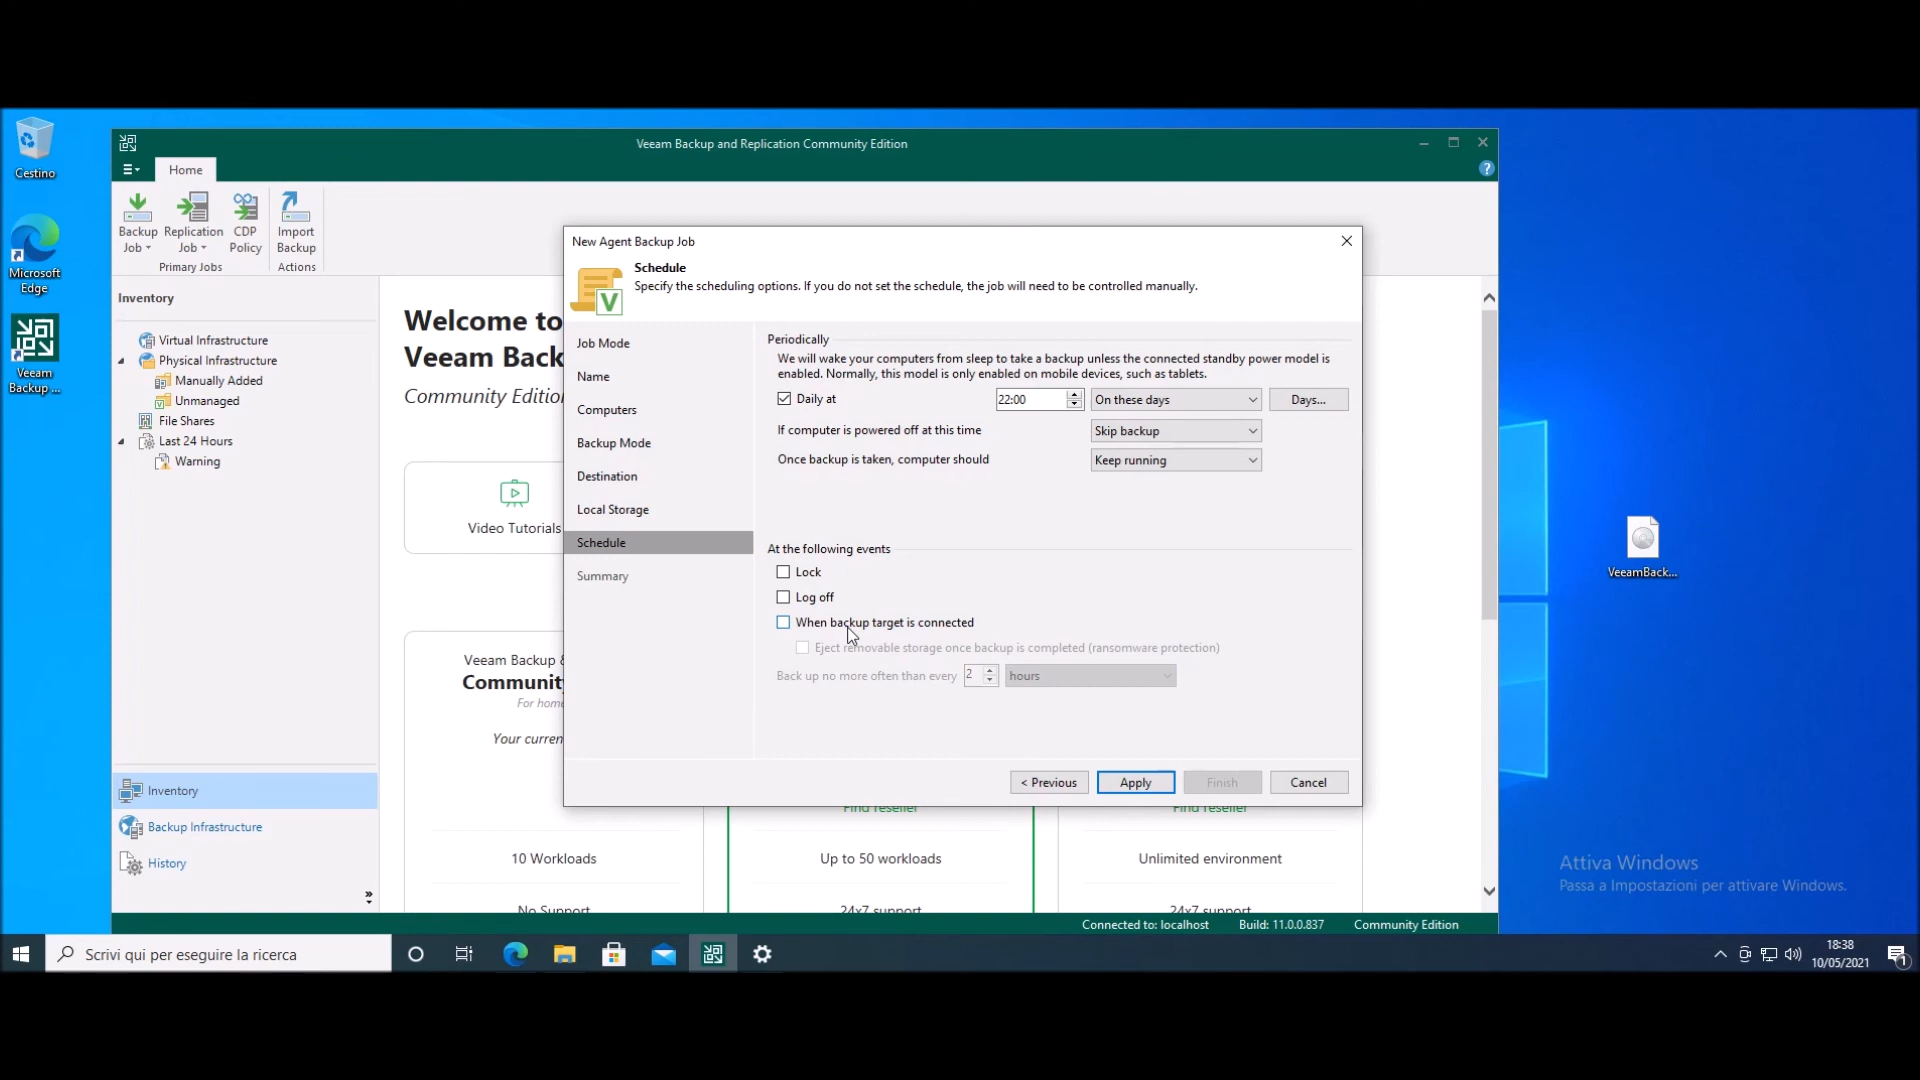 Cestino
Microsoft
Edge
Veeam
Backup ...
Veeam Backup and Replication Community Edition
Home
Backup
Job
Replication
Job
CDP
Policy
Import
Backup
Primary Jobs
Actions
Inventory
Virtual Infrastructure
Physical Infrastructure
Manually Added
Unmanaged
File Shares
Last 24 Hours
Warning
Inventory
Backup Infrastructure
History
Welcome to
Veeam Back
Community Edition
Video Tutorials
Veeam Backup &
Community
For home
Your curren
10 Workloads
No Support
Find reseller
Up to 50 workloads
24x7 support
Find reseller
Unlimited environment
24x7 support
New Agent Backup Job
Schedule
Specify the scheduling options. If you do not set the schedule, the job will need to be controlled manually.
Job Mode
Name
Computers
Backup Mode
Destination
Local Storage
Schedule
Summary
Periodically
We will wake your computers from sleep to take a backup unless the connected standby power model is
enabled. Normally, this model is only enabled on mobile devices, such as tablets.
Daily at 22:00 On these days Days...
If computer is powered off at this time Skip backup
Once backup is taken, computer should Keep running
At the following events
Lock
Log off
When backup target is connected
Eject removable storage once backup is completed (ransomware protection)
Back up no more often than every 2 hours
< Previous Apply Finish Cancel
VeeamBack...
Attiva Windows
Passa a Impostazioni per attivare Windows.
Connected to: localhost Build: 11.0.0.837 Community Edition
Scrivi qui per eseguire la ricerca
18:38
10/05/2021
1